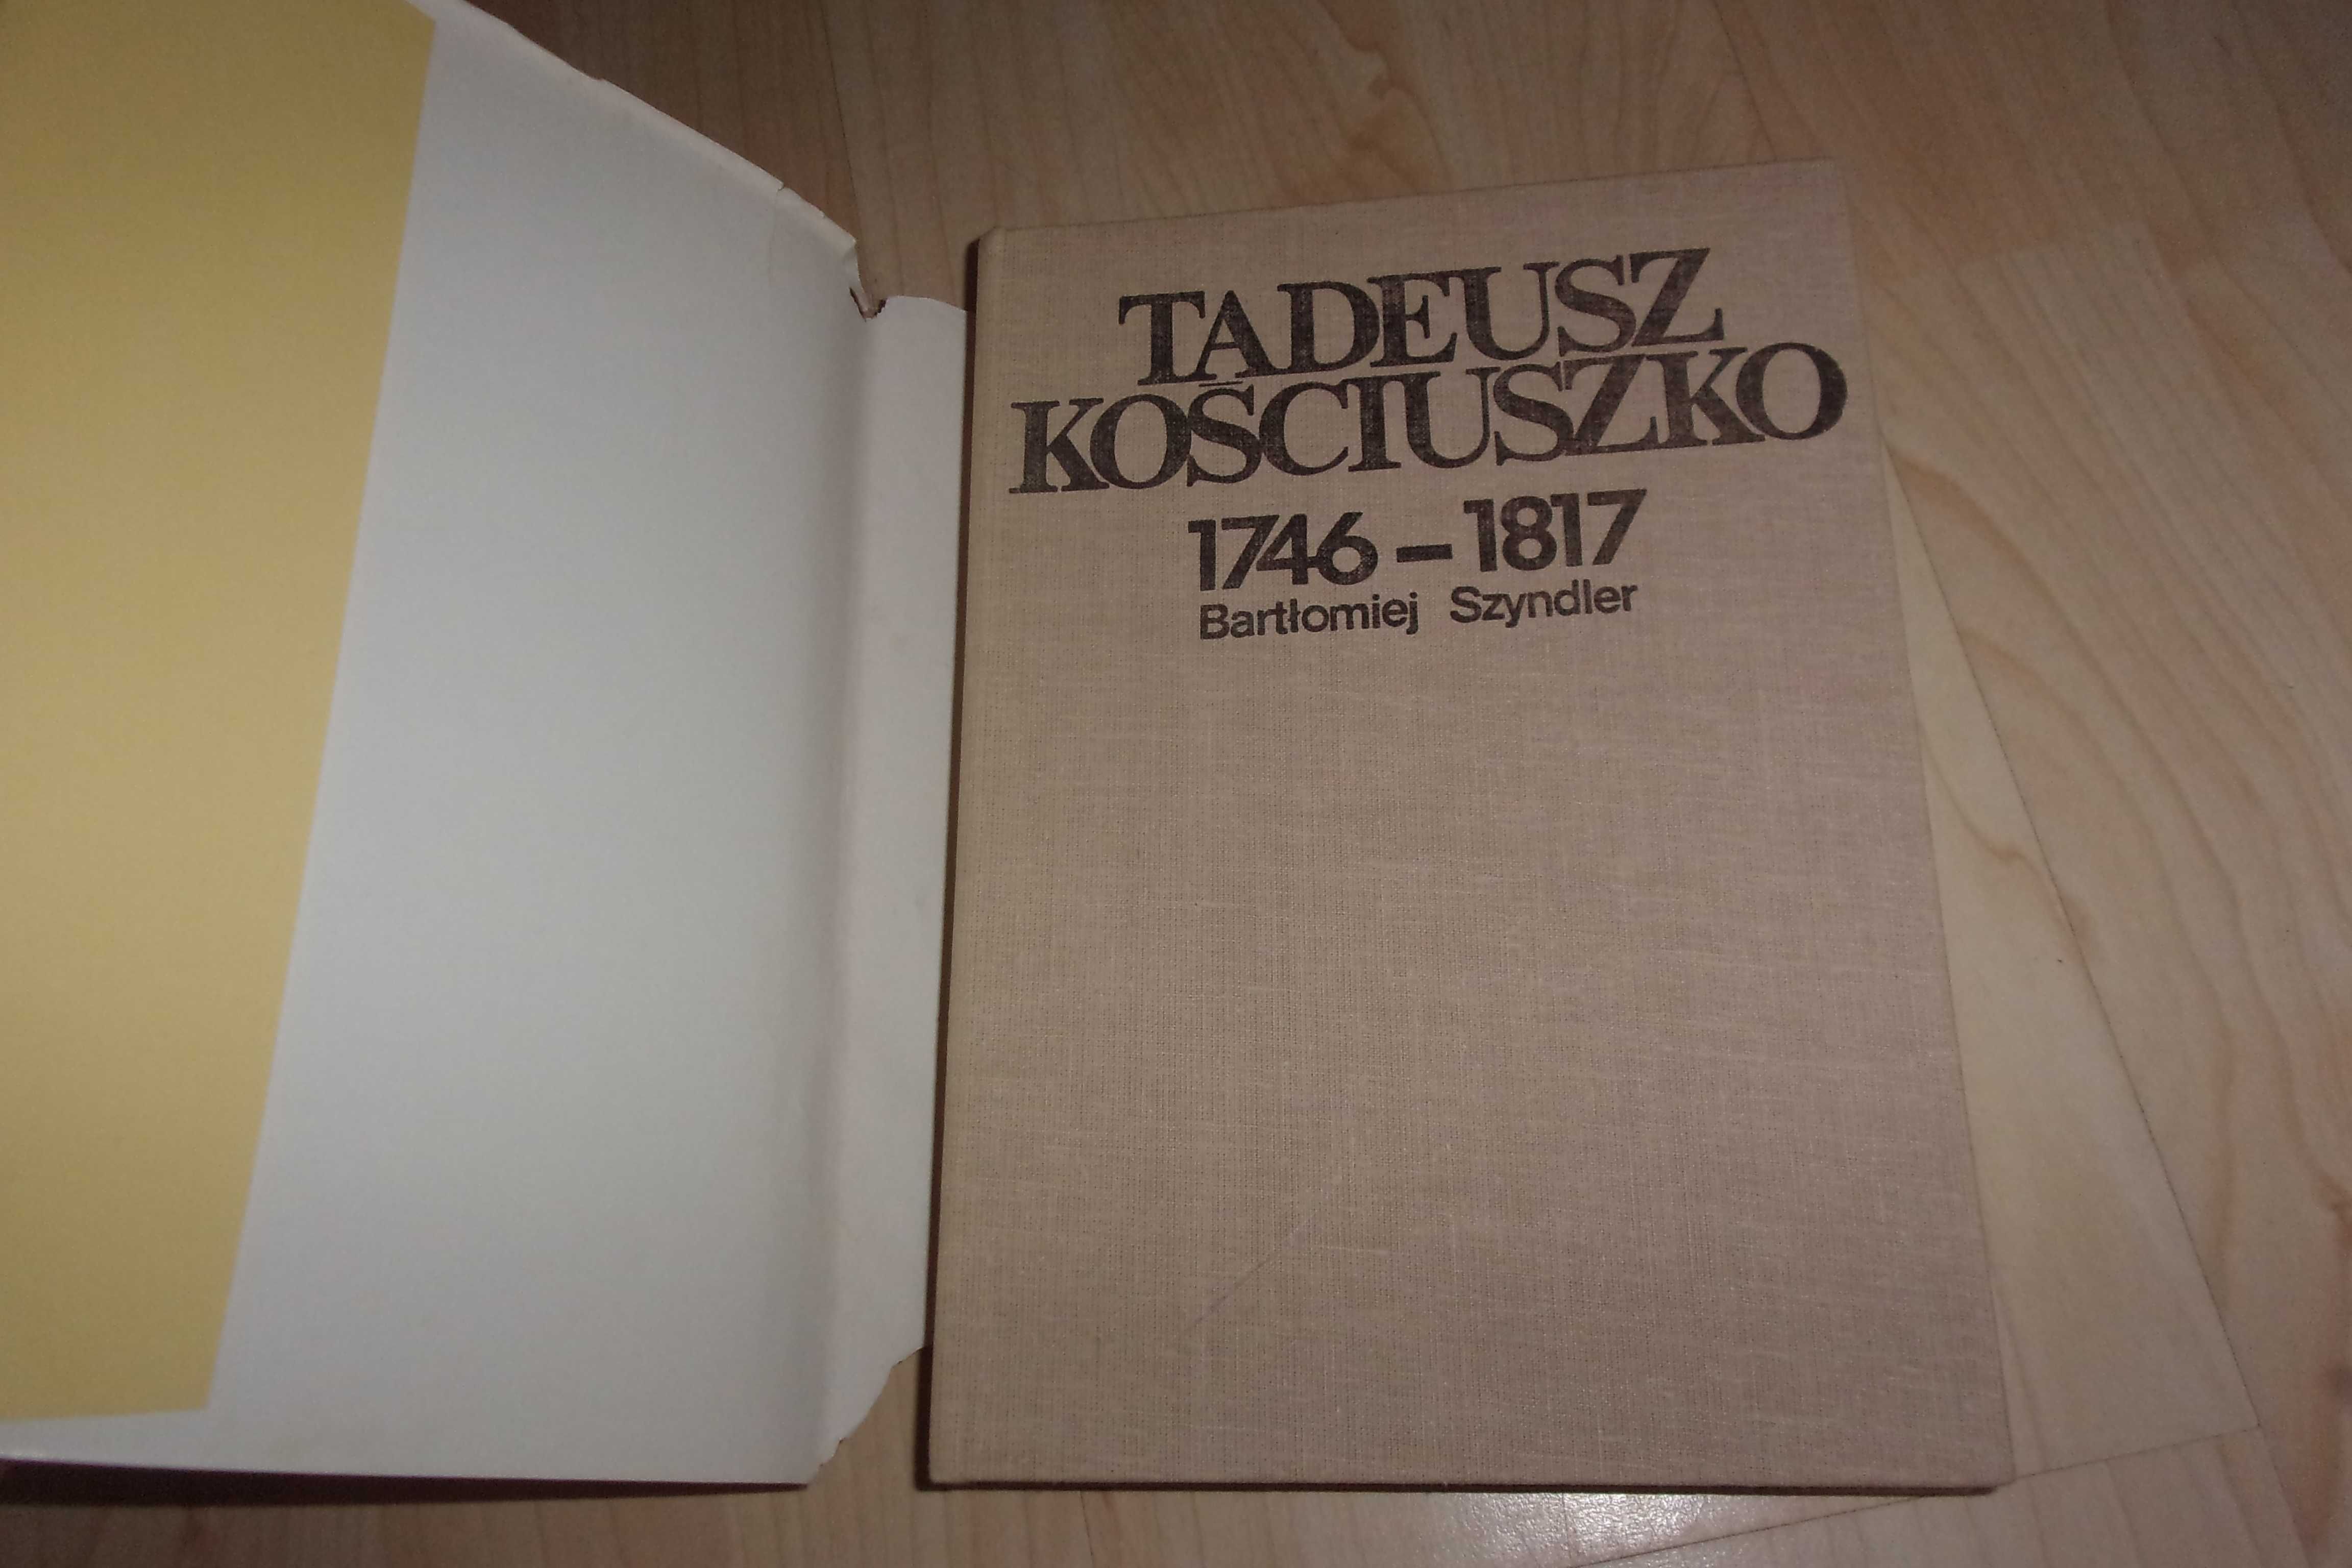 TADEUSZ
KOŚCIUSZKO
1746 – 1817
Bartłomiej Szyndler